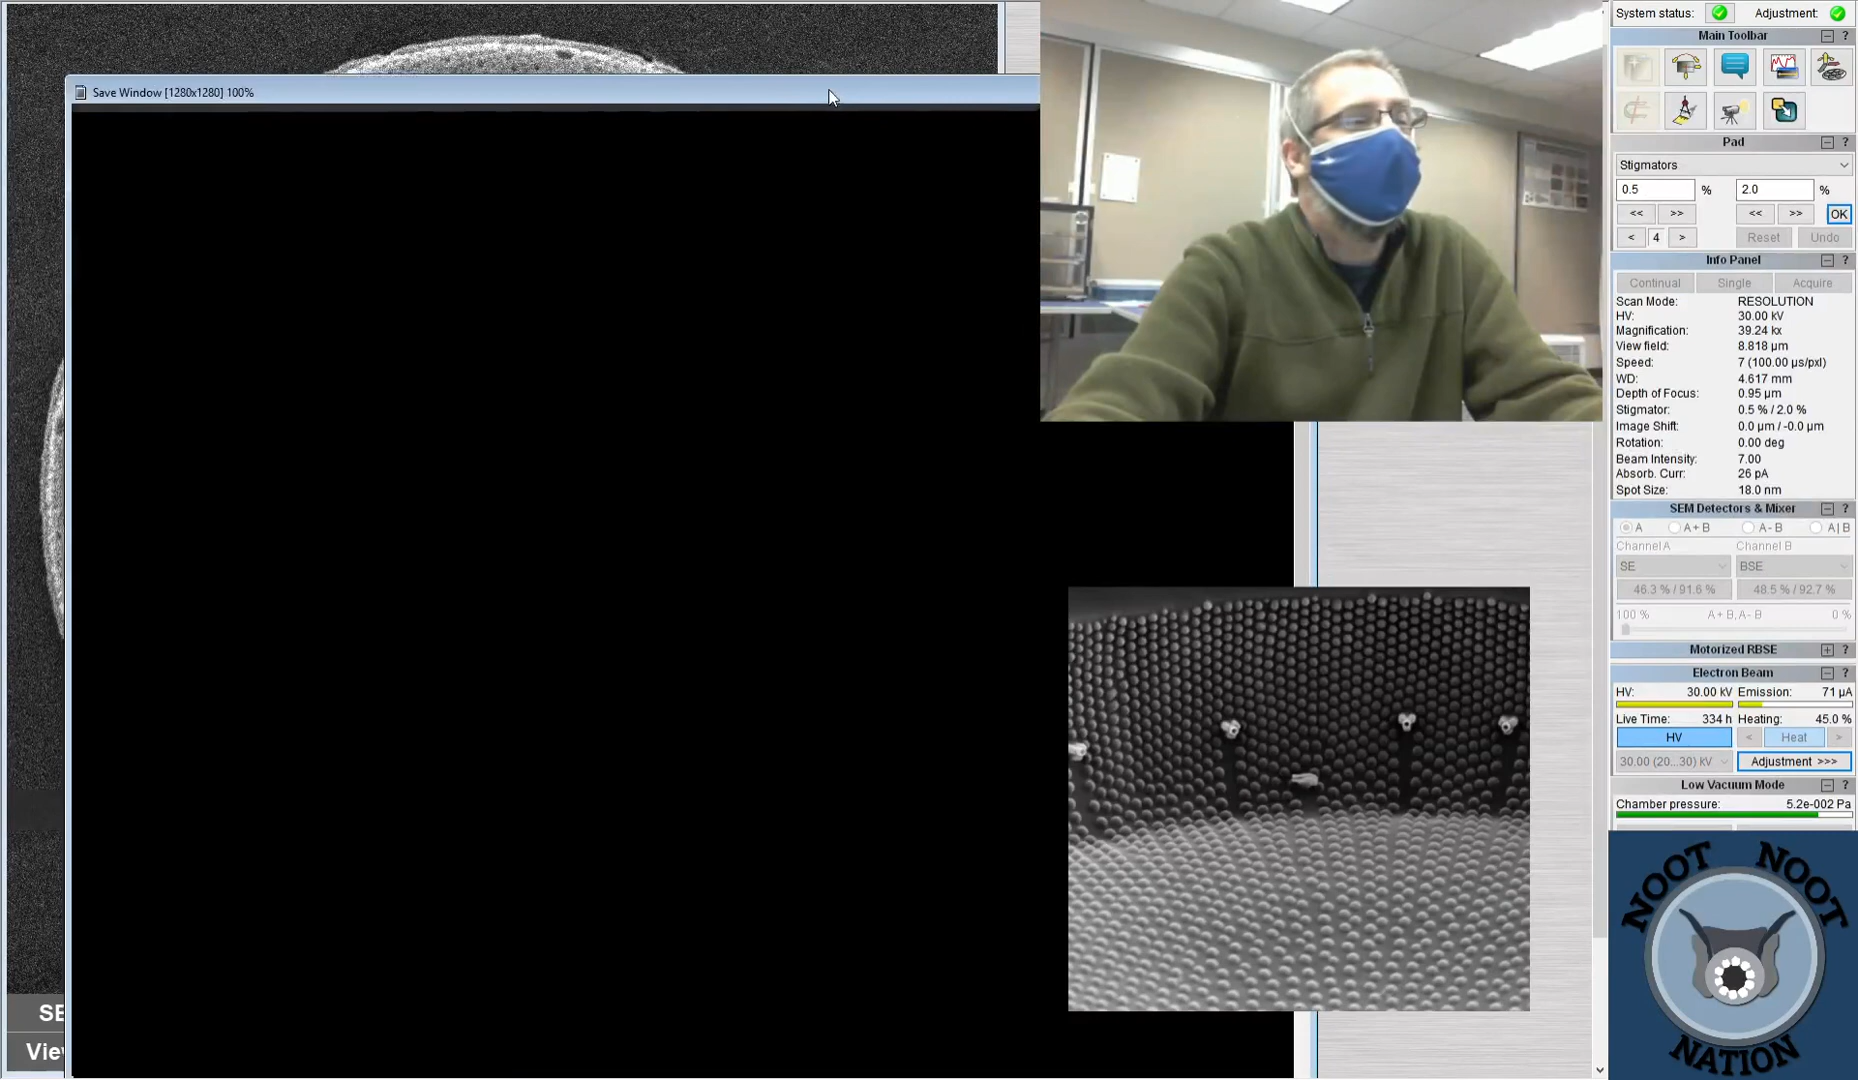 System status: Adjustment:
Main Toolbar
Save Window [1280x1280] 100%
Pad ?
Stigmators
0.5 % 2.0 %
<< >> << >> OK
< 4 > Reset Undo
Info Panel ?
Continual Single Acquire
Scan Mode: RESOLUTION
HV: 30.00 kV
Magnification: 39.24 kx
View field: 8.818 µm
Speed: 7 (100.00 µs/pxl)
WD: 4.617 mm
Depth of Focus: 0.95 µm
Stigmator: 0.5 % / 2.0 %
Image Shift: 0.0 µm / -0.0 µm
Rotation: 0.00 deg
Beam Intensity: 7.00
Absorb. Curr: 26 pA
Spot Size: 18.0 nm
SEM Detectors & Mixer ?
A A + B A - B A | B
Channel A Channel B
SE BSE
46.3 % / 91.6 % 48.5 % / 92.7 %
100 % A + B, A - B 0 %
Motorized RBSE + ?
Electron Beam ?
HV: 30.00 kV Emission: 71 µA
Live Time: 334 h Heating: 45.0 %
HV < Heat >
30.00 (20...30) kV Adjustment >>>
Low Vacuum Mode ?
Chamber pressure: 5.2e-002 Pa
SE
View
NOOT NOOT
NATION